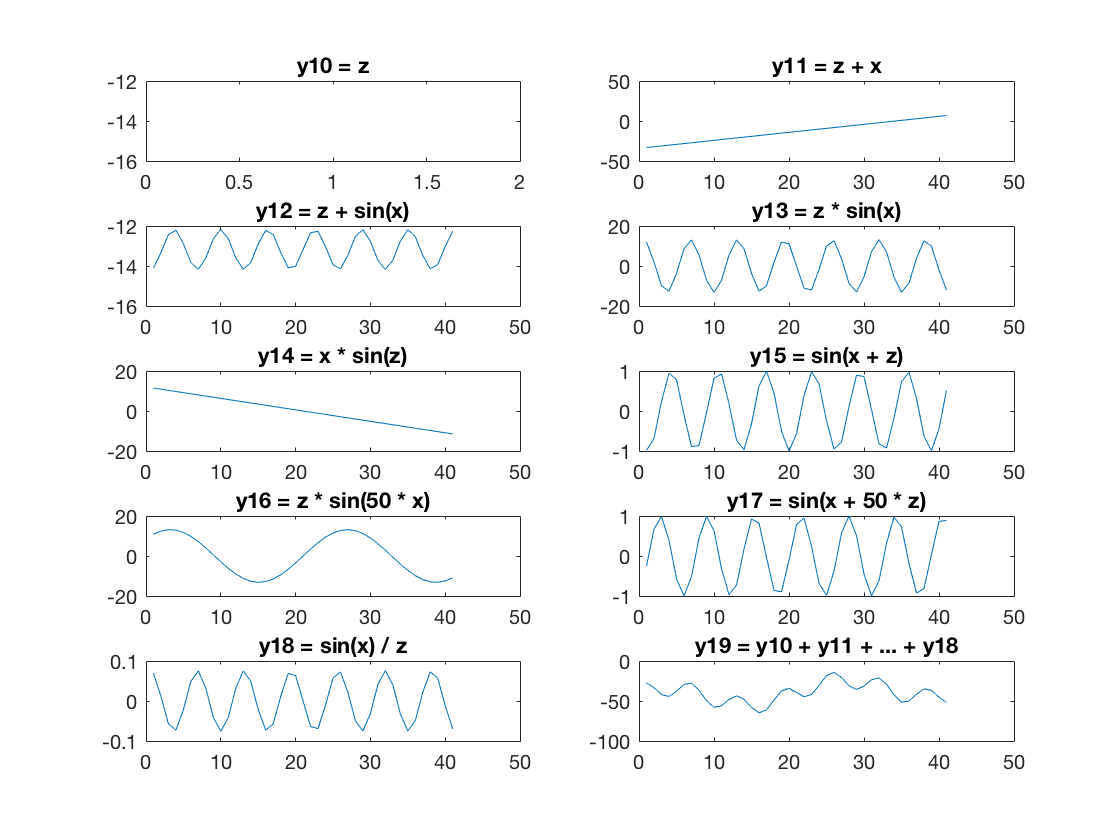 y10 = z
-12
-14
-16
0 0.5 1 1.5 2
y11 = z + x
50
0
-50
0 10 20 30 40 50
y12 = z + sin(x)
-12
-14
-16
0 10 20 30 40 50
y13 = z * sin(x)
20
0
-20
0 10 20 30 40 50
y14 = x * sin(z)
20
0
-20
0 10 20 30 40 50
y15 = sin(x + z)
1
0
-1
0 10 20 30 40 50
y16 = z * sin(50 * x)
20
0
-20
0 10 20 30 40 50
y17 = sin(x + 50 * z)
1
0
-1
0 10 20 30 40 50
y18 = sin(x) / z
0.1
0
-0.1
0 10 20 30 40 50
y19 = y10 + y11 + ... + y18
0
-50
-100
0 10 20 30 40 50